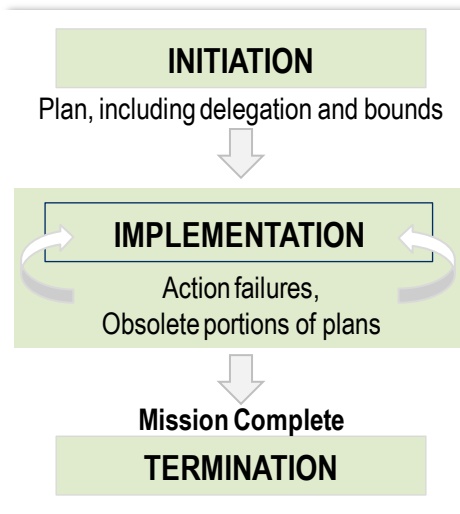 INITIATION
Plan, including delegation and bounds
IMPLEMENTATION
Action failures,
Obsolete portions of plans
Mission Complete
TERMINATION